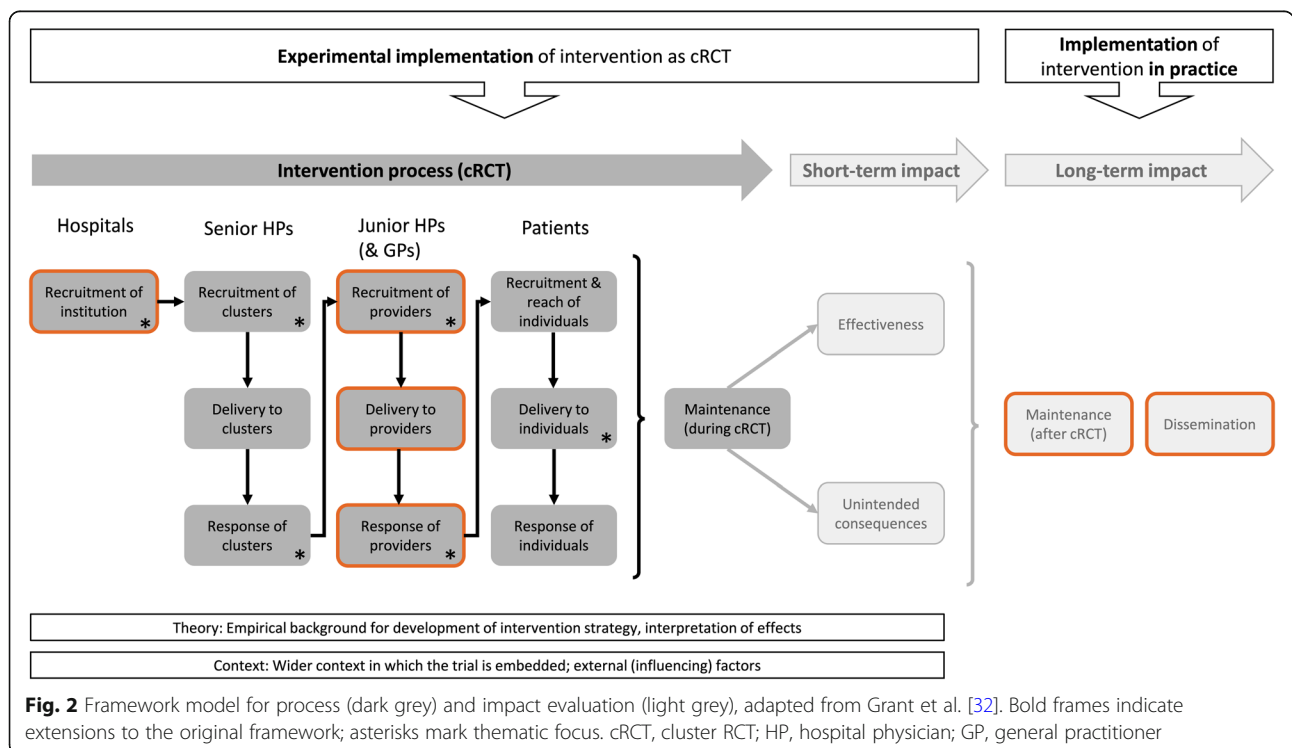 Experimental implementation of intervention as cRCT
Implementation of
intervention in practice
Intervention process (cRCT)
Short-term impact
Long-term impact
Hospitals
Senior HPs
Junior HPs
(& GPs)
Patients
Recruitment of
institution
*
Recruitment of
clusters
*
Recruitment of
providers
*
Recruitment &
reach of
individuals
Delivery to
clusters
Delivery to
providers
Delivery to
individuals
*
Response of
clusters
*
Response of
providers
*
Response of
individuals
Maintenance
(during cRCT)
Effectiveness
Unintended
consequences
Maintenance
(after cRCT)
Dissemination
Theory: Empirical background for development of intervention strategy, interpretation of effects
Context: Wider context in which the trial is embedded; external (influencing) factors
Fig. 2 Framework model for process (dark grey) and impact evaluation (light grey), adapted from Grant et al. [32]. Bold frames indicate
extensions to the original framework; asterisks mark thematic focus. cRCT, cluster RCT; HP, hospital physician; GP, general practitioner